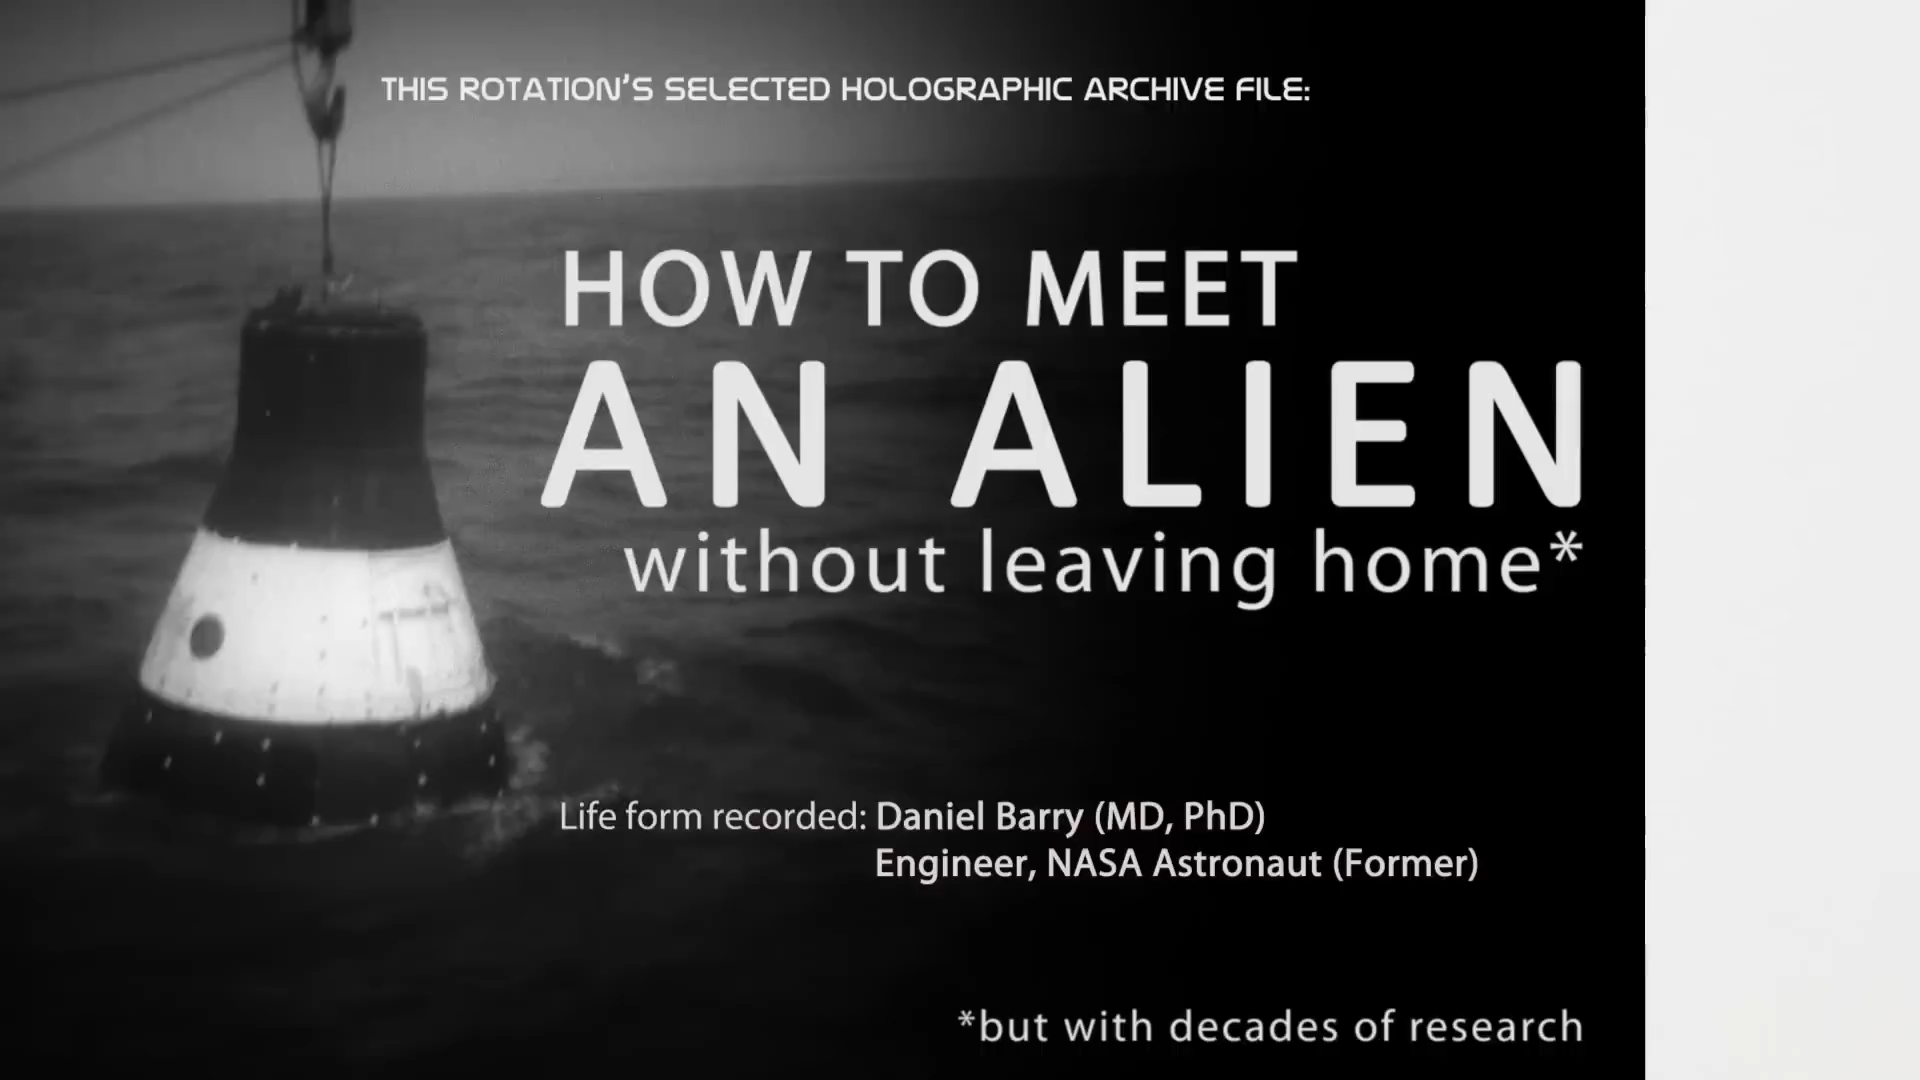 THIS ROTATION'S SELECTED HOLOGRAPHIC ARCHIVE FILE:
HOW TO MEET
AN ALIEN
without leaving home*
Life form recorded: Daniel Barry (MD, PhD)
Engineer, NASA Astronaut (Former)
*but with decades of research